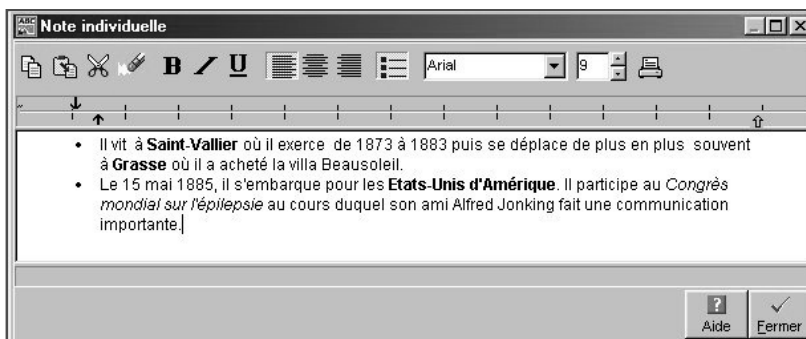 Note individuelle
B I U Arial 9
• Il vit à Saint-Vallier où il exerce de 1873 à 1883 puis se déplace de plus en plus souvent
à Grasse où il a acheté la villa Beausoleil.
• Le 15 mai 1885, il s'embarque pour les Etats-Unis d'Amérique. Il participe au Congrès
mondial sur l'épilepsie au cours duquel son ami Alfred Jonking fait une communication
importante.
Aide Fermer